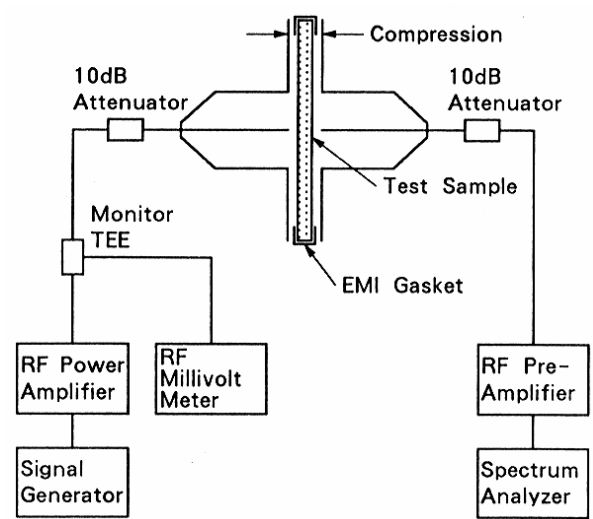 Compression
10dB
Attenuator
10dB
Attenuator
Test Sample
Monitor
TEE
EMI Gasket
RF Power
Amplifier
RF
Millivolt
Meter
RF Pre-
Amplifier
Signal
Generator
Spectrum
Analyzer